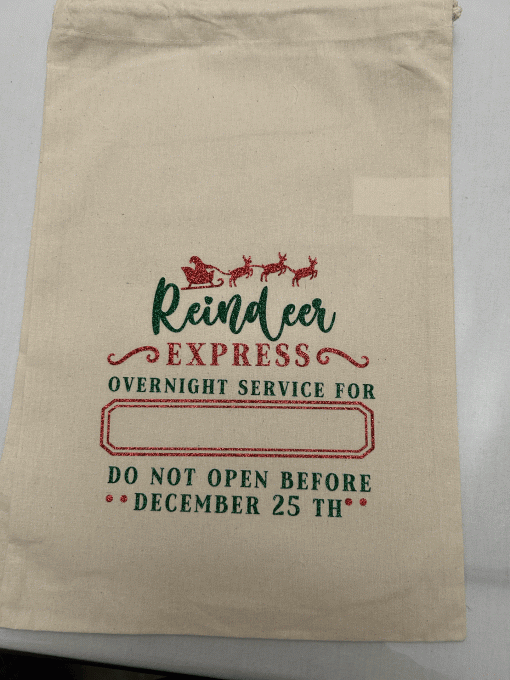 Reindeer
EXPRESS
OVERNIGHT SERVICE FOR
DO NOT OPEN BEFORE
DECEMBER 25 TH